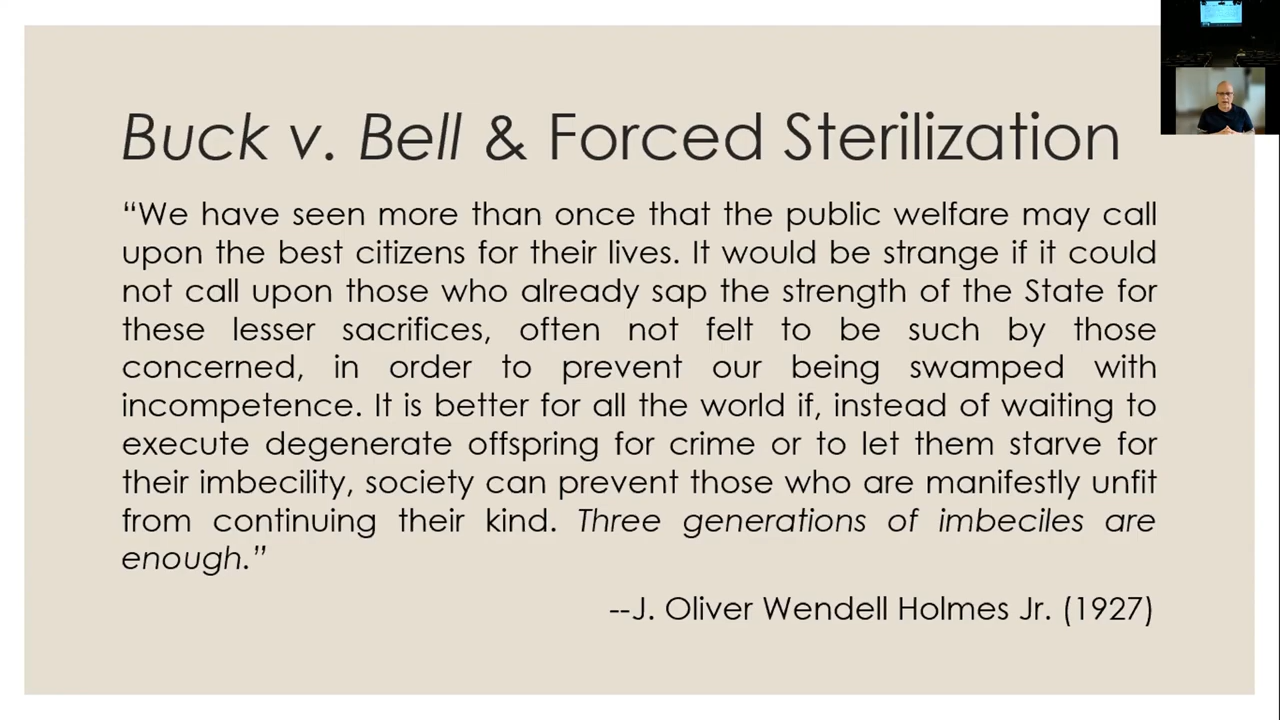 Buck v. Bell & Forced Sterilization
“We have seen more than once that the public welfare may call
upon the best citizens for their lives. It would be strange if it could
not call upon those who already sap the strength of the State for
these lesser sacrifices, often not felt to be such by those
concerned, in order to prevent our being swamped with
incompetence. It is better for all the world if, instead of waiting to
execute degenerate offspring for crime or to let them starve for
their imbecility, society can prevent those who are manifestly unfit
from continuing their kind. Three generations of imbeciles are
enough.”
--J. Oliver Wendell Holmes Jr. (1927)